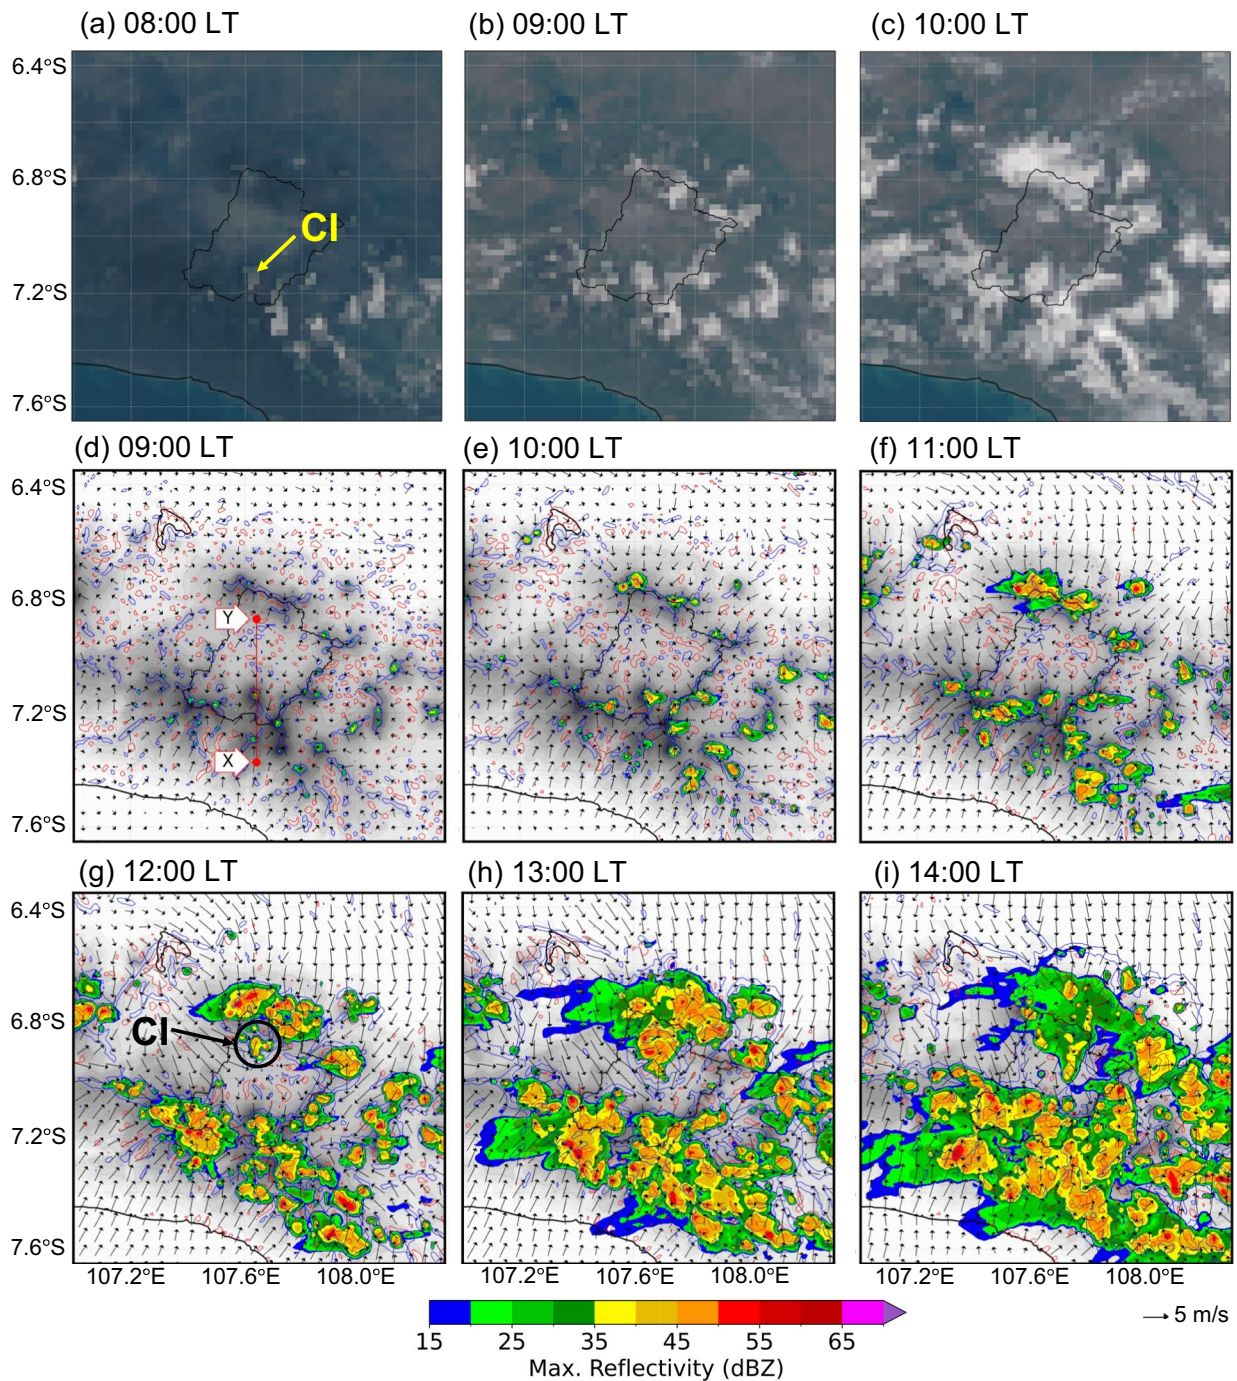 (a) 08:00 LT
(b) 09:00 LT
(c) 10:00 LT
6.4°S
6.8°S
7.2°S
7.6°S
CI
(d) 09:00 LT
(e) 10:00 LT
(f) 11:00 LT
6.4°S
6.8°S
7.2°S
7.6°S
Y
X
(g) 12:00 LT
(h) 13:00 LT
(i) 14:00 LT
6.4°S
6.8°S
7.2°S
7.6°S
CI
107.2°E 107.6°E 108.0°E
107.2°E 107.6°E 108.0°E
107.2°E 107.6°E 108.0°E
15 25 35 45 55 65
Max. Reflectivity (dBZ)
5 m/s